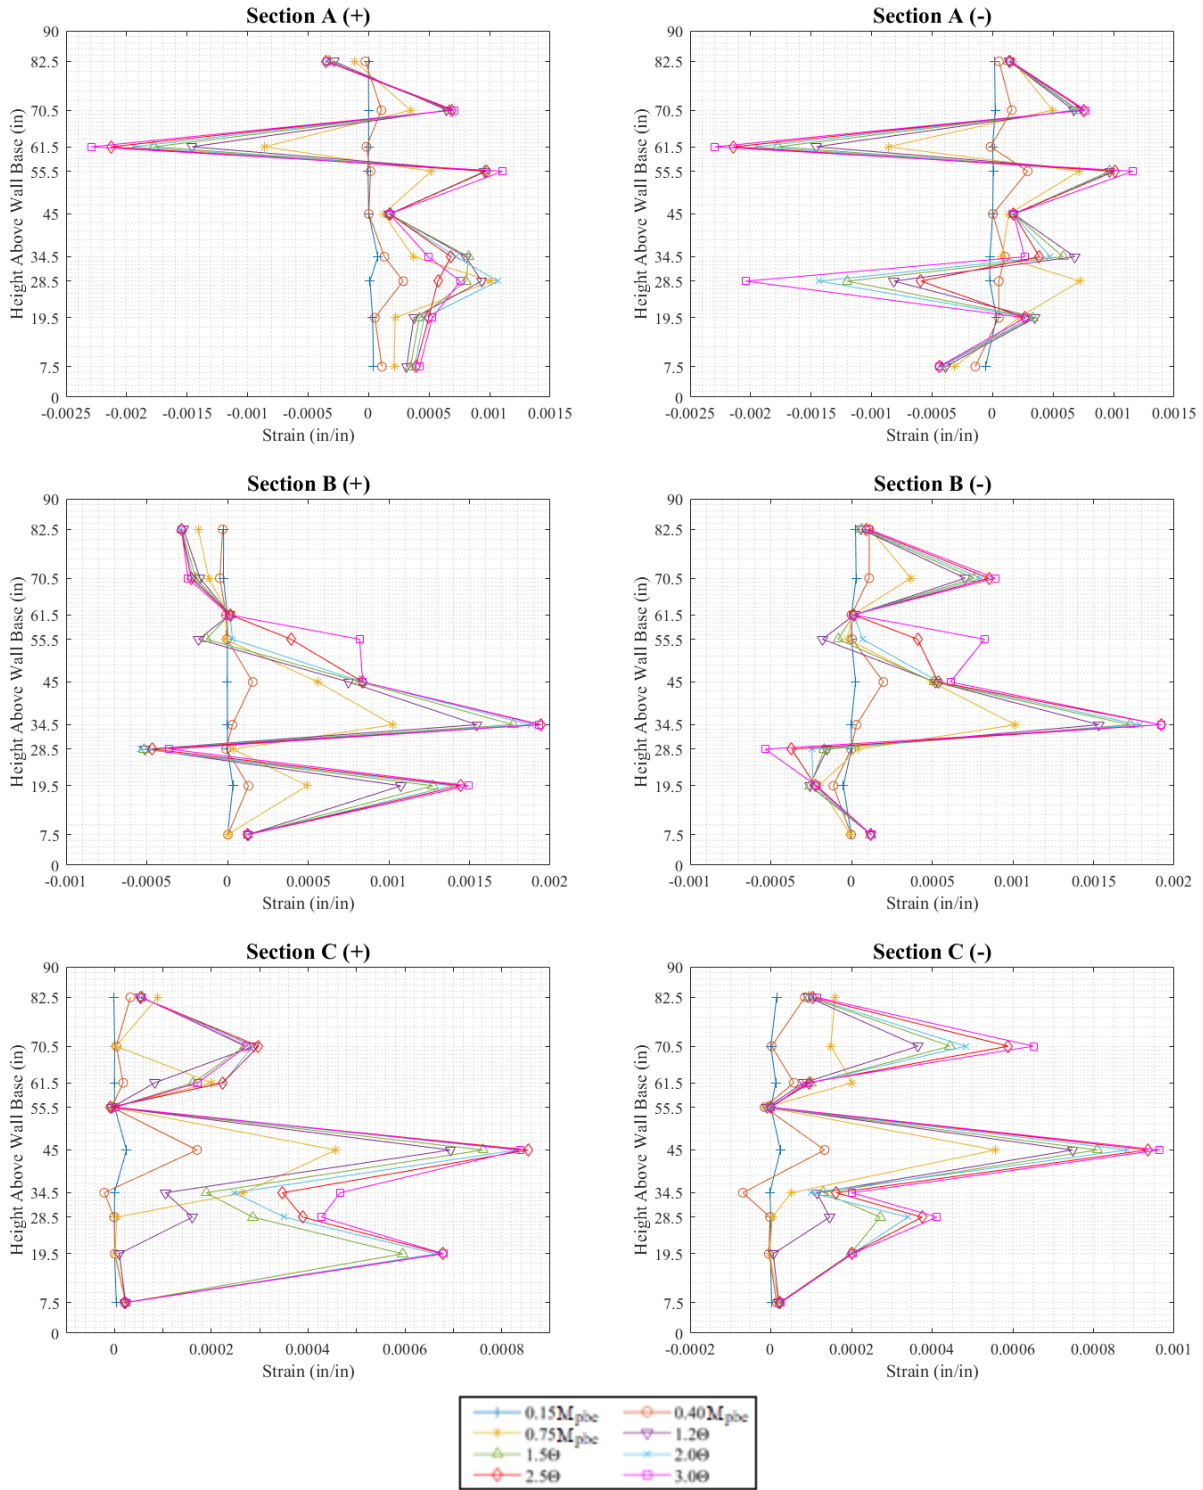 Section A (+)
Height Above Wall Base (in)
90
82.5
70.5
61.5
55.5
45
34.5
28.5
19.5
7.5
0
-0.0025 -0.002 -0.0015 -0.001 -0.0005 0 0.0005 0.001 0.0015
Strain (in/in)
Section A (-)
Height Above Wall Base (in)
90
82.5
70.5
61.5
55.5
45
34.5
28.5
19.5
7.5
0
-0.0025 -0.002 -0.0015 -0.001 -0.0005 0 0.0005 0.001 0.0015
Strain (in/in)
Section B (+)
Height Above Wall Base (in)
90
82.5
70.5
61.5
55.5
45
34.5
28.5
19.5
7.5
0
-0.001 -0.0005 0 0.0005 0.001 0.0015 0.002
Strain (in/in)
Section B (-)
Height Above Wall Base (in)
90
82.5
70.5
61.5
55.5
45
34.5
28.5
19.5
7.5
0
-0.001 -0.0005 0 0.0005 0.001 0.0015 0.002
Strain (in/in)
Section C (+)
Height Above Wall Base (in)
90
82.5
70.5
61.5
55.5
45
34.5
28.5
19.5
7.5
0
0 0.0002 0.0004 0.0006 0.0008
Strain (in/in)
Section C (-)
Height Above Wall Base (in)
90
82.5
70.5
61.5
55.5
45
34.5
28.5
19.5
7.5
0
-0.0002 0 0.0002 0.0004 0.0006 0.0008 0.001
Strain (in/in)
0.15Mpbe 0.40Mpbe
0.75Mpbe 1.2Θ
1.5Θ 2.0Θ
2.5Θ 3.0Θ